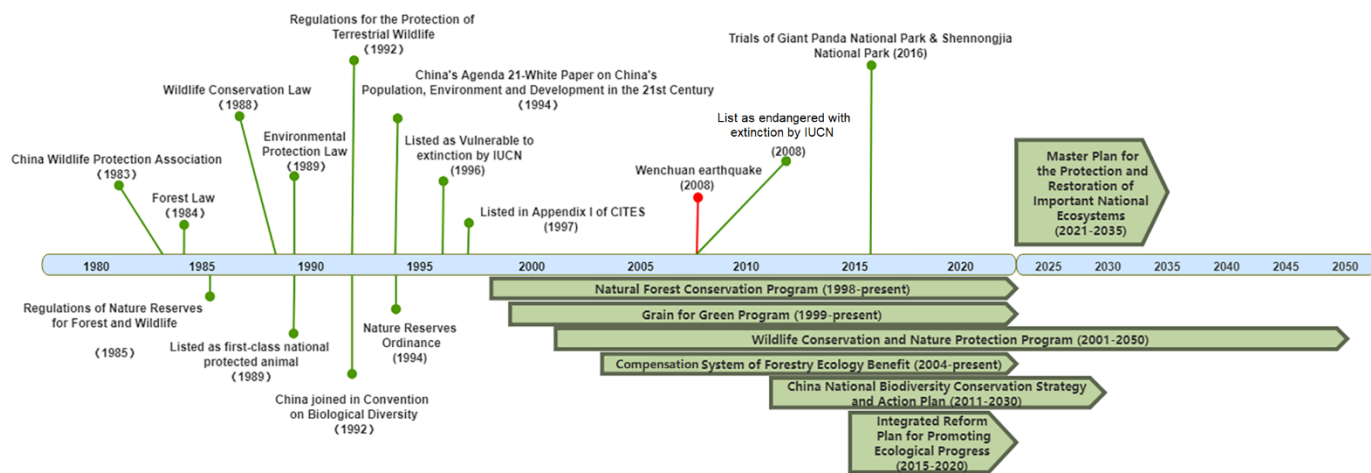 Regulations for the Protection of
Terrestrial Wildlife
(1992)
Trials of Giant Panda National Park & Shennongjia
National Park (2016)
China's Agenda 21-White Paper on China's
Population, Environment and Development in the 21st Century
(1994)
Wildlife Conservation Law
(1988)
List as endangered with
extinction by IUCN
(2008)
Environmental
Protection Law
(1989)
Listed as Vulnerable to
extinction by IUCN
(1996)
China Wildlife Protection Association
(1983)
Wenchuan earthquake
(2008)
Master Plan for
the Protection and
Restoration of
Important National
Ecosystems
(2021-2035)
Forest Law
(1984)
Listed in Appendix I of CITES
(1997)
1980 1985 1990 1995 2000 2005 2010 2015 2020 2025 2030 2035 2040 2045 2050
Regulations of Nature Reserves
for Forest and Wildlife
(1985)
Listed as first-class national
protected animal
(1989)
Nature Reserves
Ordinance
(1994)
China joined in Convention
on Biological Diversity
(1992)
Natural Forest Conservation Program (1998-present)
Grain for Green Program (1999-present)
Wildlife Conservation and Nature Protection Program (2001-2050)
Compensation System of Forestry Ecology Benefit (2004-present)
China National Biodiversity Conservation Strategy
and Action Plan (2011-2030)
Integrated Reform
Plan for Promoting
Ecological Progress
(2015-2020)